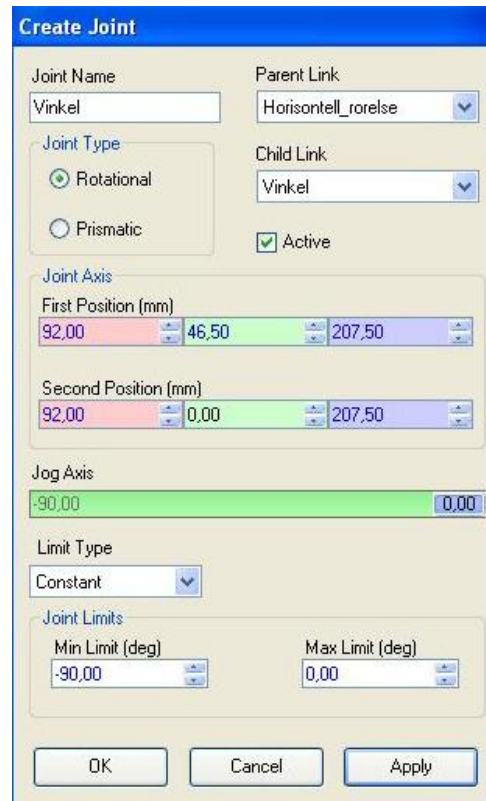 Create Joint
Joint Name
Parent Link
Vinkel
Horisontell_rorelse
Joint Type
Child Link
Rotational
Vinkel
Prismatic
Active
Joint Axis
First Position (mm)
92,00 46,50 207,50
Second Position (mm)
92,00 0,00 207,50
Jog Axis
-90,00 0,00
Limit Type
Constant
Joint Limits
Min Limit (deg) Max Limit (deg)
-90,00 0,00
OK Cancel Apply